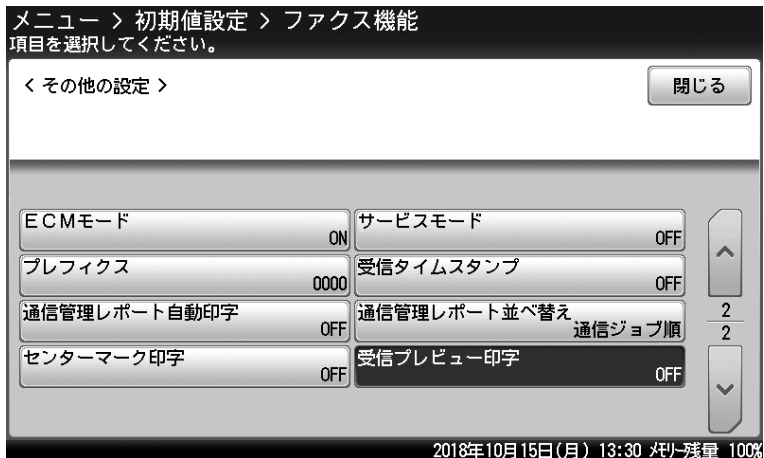 メニュー > 初期値設定 > ファクス機能
項目を選択してください。
< その他の設定 >
閉じる
ECMモード
ON
サービスモード
OFF
プレフィクス
0000
受信タイムスタンプ
OFF
通信管理レポート自動印字
OFF
通信管理レポート並べ替え
通信ジョブ順
センターマーク印字
OFF
受信プレビュー印字
OFF
2
2
2018年10月15日(月) 13:30 メモリー残量 100%